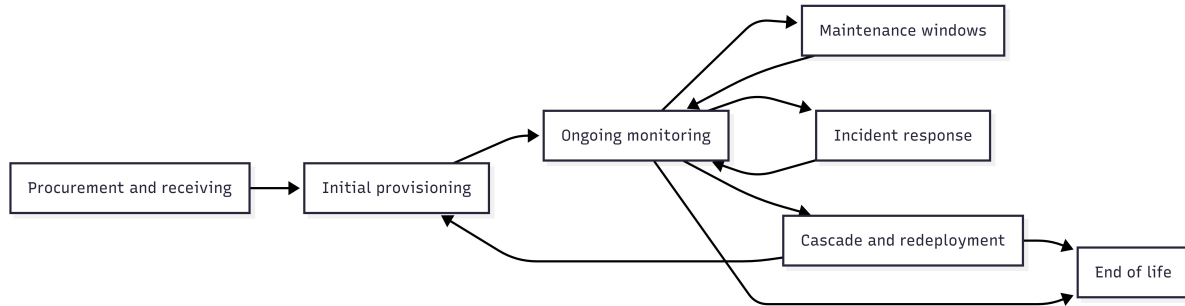 Maintenance windows
Ongoing monitoring
Incident response
Procurement and receiving
Initial provisioning
Cascade and redeployment
End of life